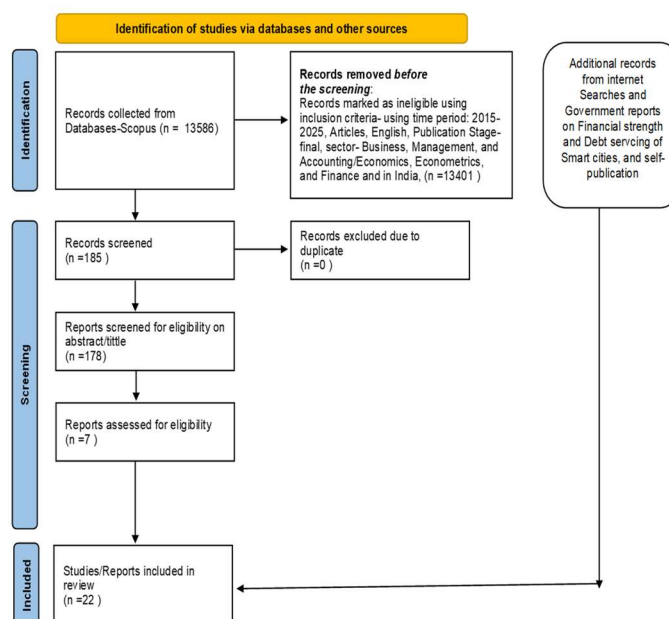 Identification of studies via databases and other sources
Identification
Records collected from
Databases-Scopus (n = 13586)
Records removed before
the screening:
Records marked as ineligible using
inclusion criteria- using time period: 2015-
2025, Articles, English, Publication Stage-
final, sector- Business, Management, and
Accounting/Economics, Econometrics,
and Finance and in India, (n =13401 )
Additional records
from internet
Searches and
Government reports
on Financial strength
and Debt servcing of
Smart cities, and self-
publication
Screening
Records screened
(n =185 )
Records excluded due to
duplicate
(n =0 )
Reports screened for eligibility on
abstract/tittle
(n =178)
Reports assessed for eligibility
(n =7 )
Included
Studies/Reports included in
review
(n =22 )